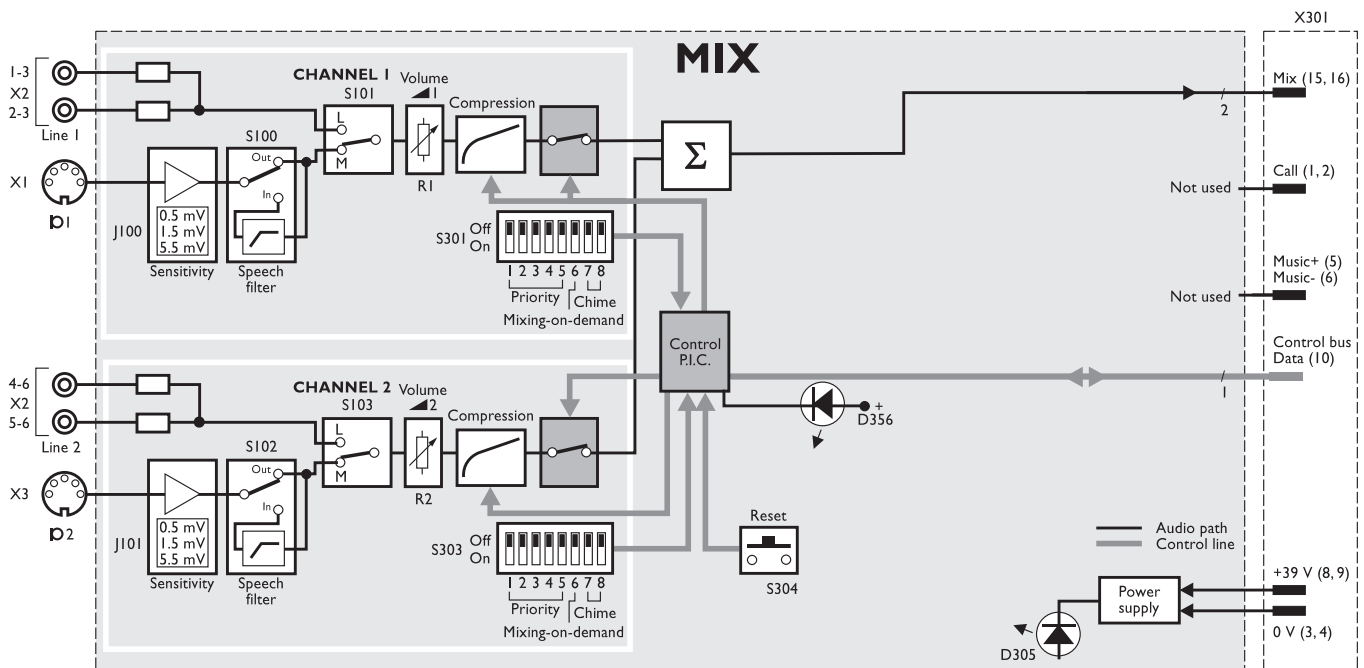 X301
MIX
1-3
X2
2-3
Line 1
X1
1
CHANNEL 1
S101
Volume
1
Compression
L
M
R1
S100
Out
In
Speech
filter
J100
0.5 mV
1.5 mV
5.5 mV
Sensitivity
S301
Off
On
1 2 3 4 5 6 7 8
Priority
Chime
Mixing-on-demand
Σ
Mix (15, 16)
2
Call (1, 2)
Not used
Music+ (5)
Music- (6)
Not used
Control
P.I.C.
Control bus
Data (10)
1
+
D356
4-6
X2
5-6
Line 2
X3
2
CHANNEL 2
S103
Volume
2
Compression
L
M
R2
S102
Out
In
Speech
filter
J101
0.5 mV
1.5 mV
5.5 mV
Sensitivity
S303
Off
On
1 2 3 4 5 6 7 8
Priority
Chime
Mixing-on-demand
Reset
S304
Audio path
Control line
Power
supply
D305
+39 V (8, 9)
0 V (3, 4)